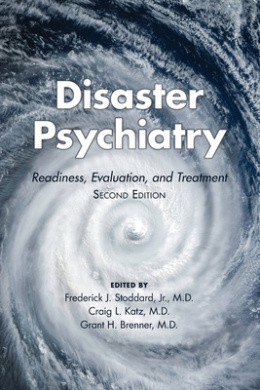 Disaster
Psychiatry
Readiness, Evaluation, and Treatment
SECOND EDITION
EDITED BY
Frederick J. Stoddard, Jr., M.D.
Craig L. Katz, M.D.
Grant H. Brenner, M.D.